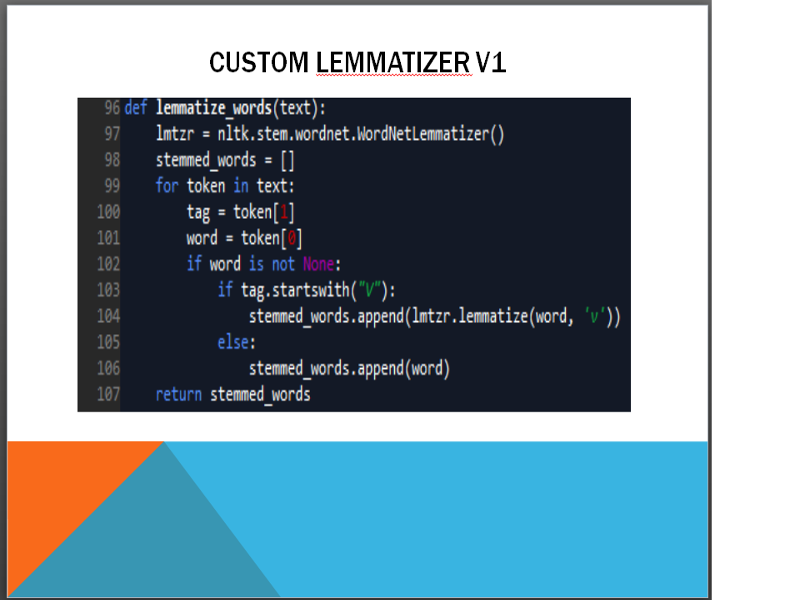 CUSTOM LEMMATIZER V1
96 def lemmatize_words(text):
97     lmtzr = nltk.stem.wordnet.WordNetLemmatizer()
98     stemmed_words = []
99     for token in text:
100         tag = token[1]
101         word = token[0]
102         if word is not None:
103             if tag.startswith("V"):
104                 stemmed_words.append(lmtzr.lemmatize(word, 'v'))
105             else:
106                 stemmed_words.append(word)
107     return stemmed_words